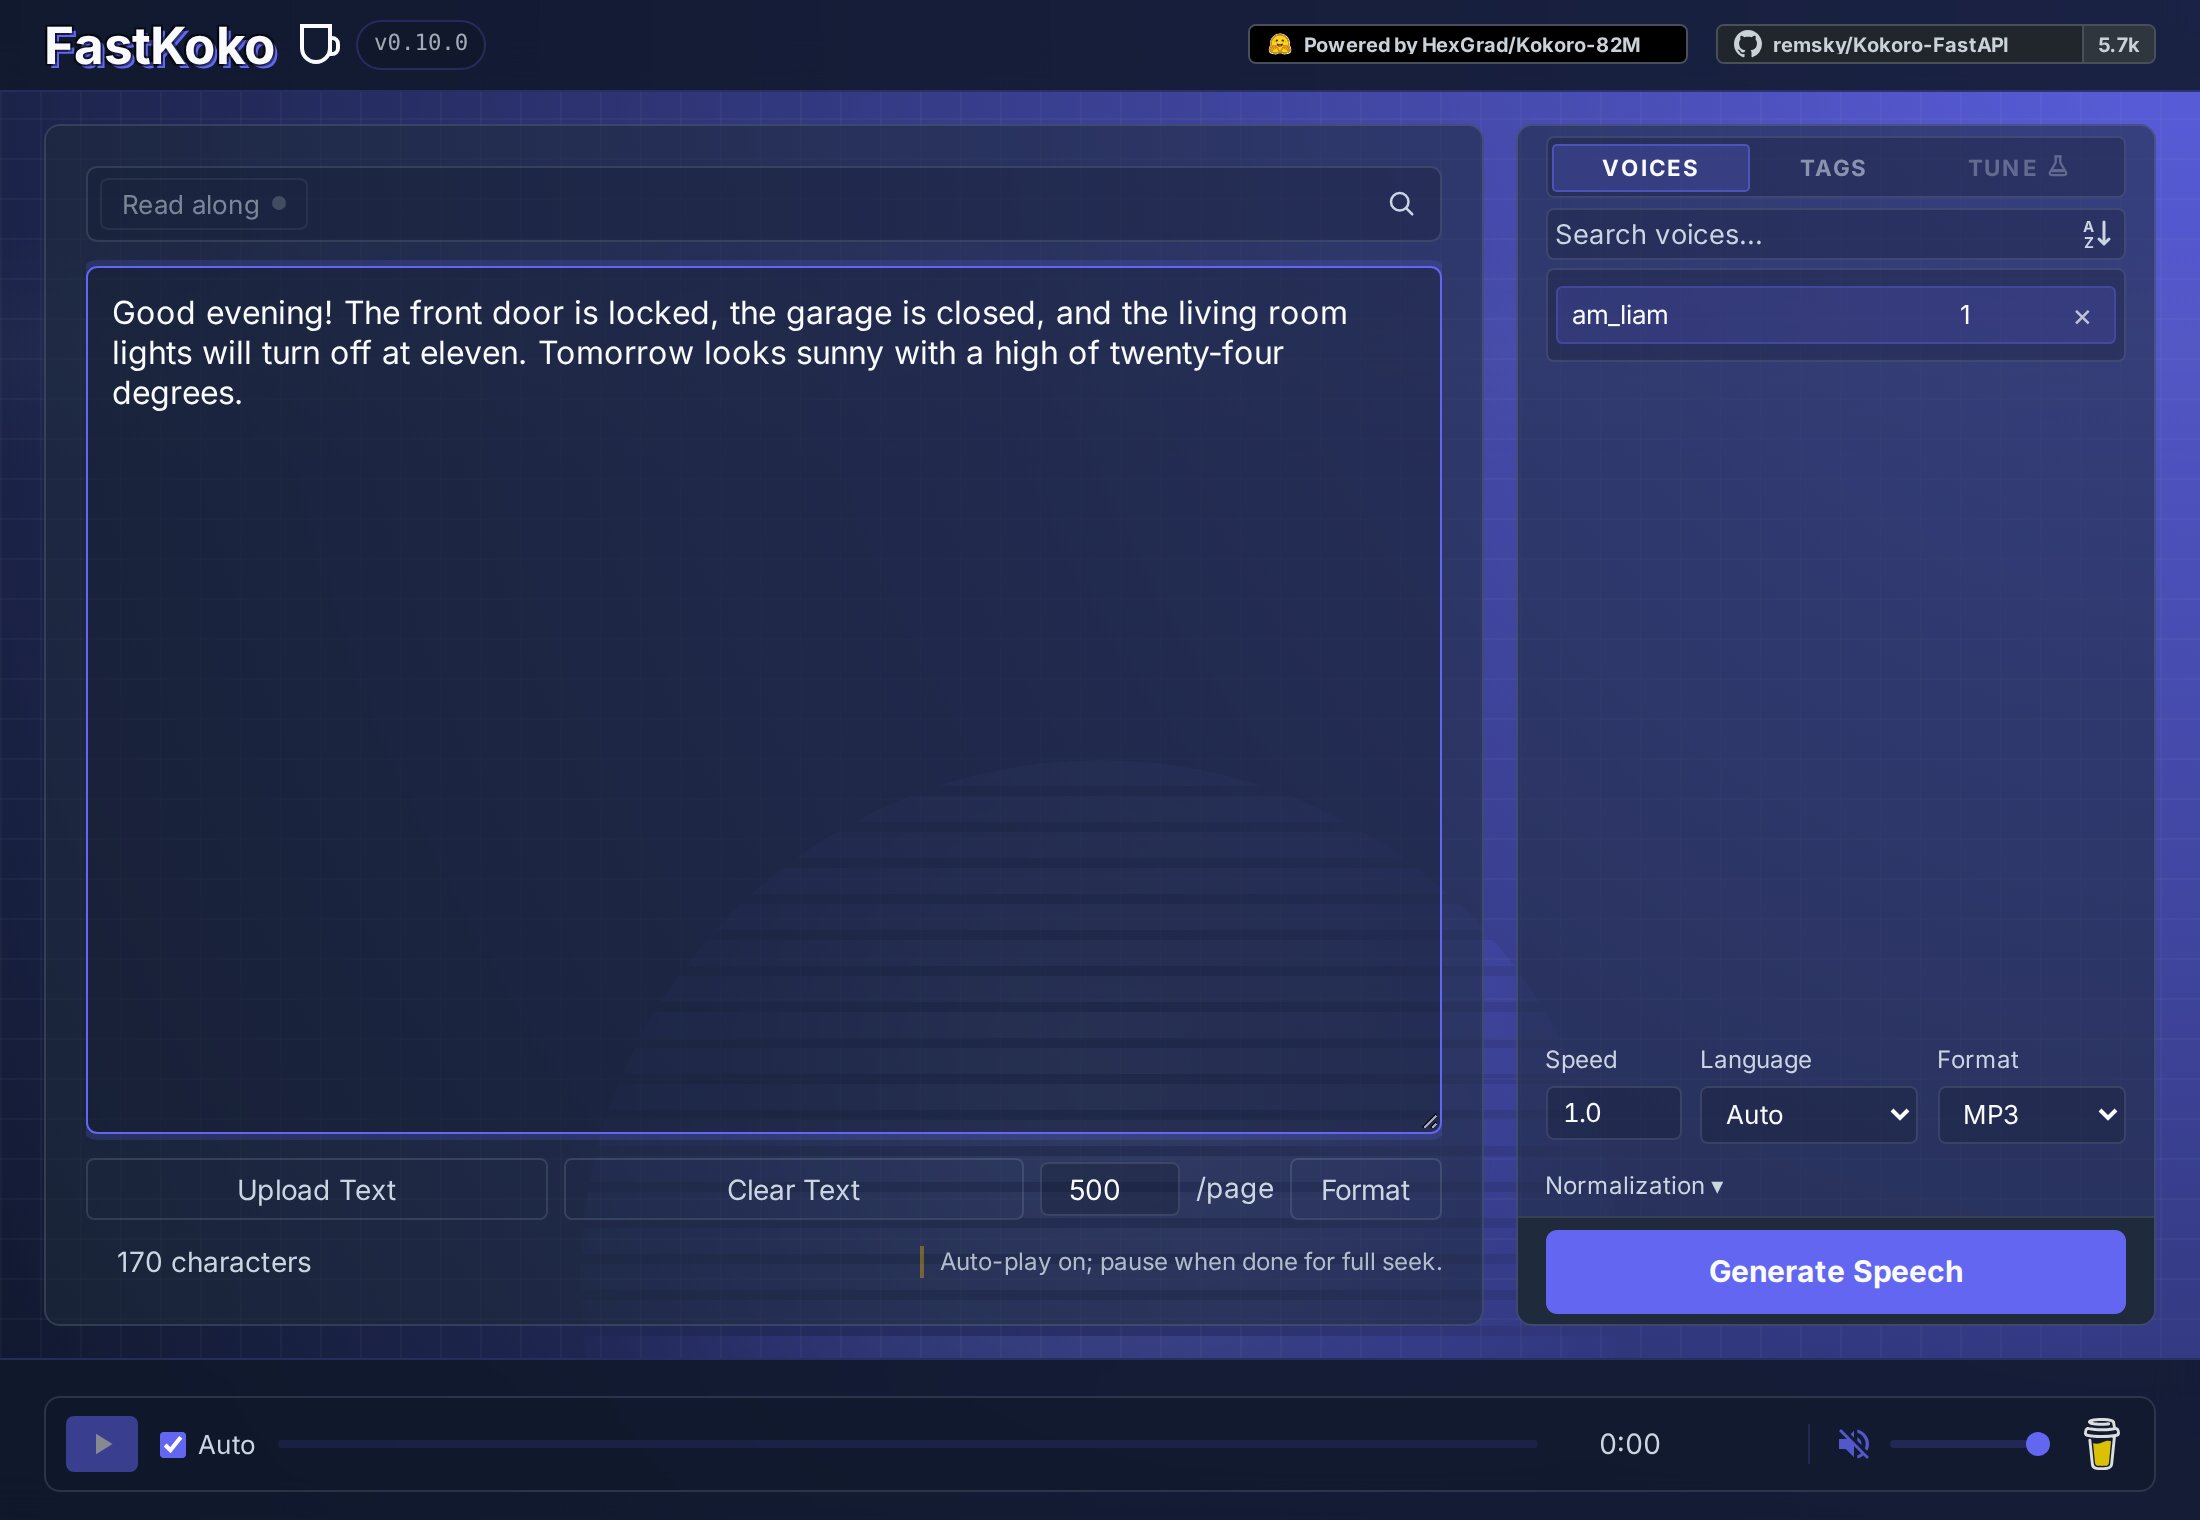 FastKoko
v0.10.0
Powered by HexGrad/Kokoro-82M
remsky/Kokoro-FastAPI 5.7k
Read along
Good evening! The front door is locked, the garage is closed, and the living room
lights will turn off at eleven. Tomorrow looks sunny with a high of twenty-four
degrees.
Upload Text
Clear Text
500 /page
Format
170 characters
Auto-play on; pause when done for full seek.
VOICES
TAGS
TUNE
Search voices...
A
Z
am_liam 1 ×
Speed
Language
Format
1.0
Auto
MP3
Normalization ▾
Generate Speech
Auto
0:00